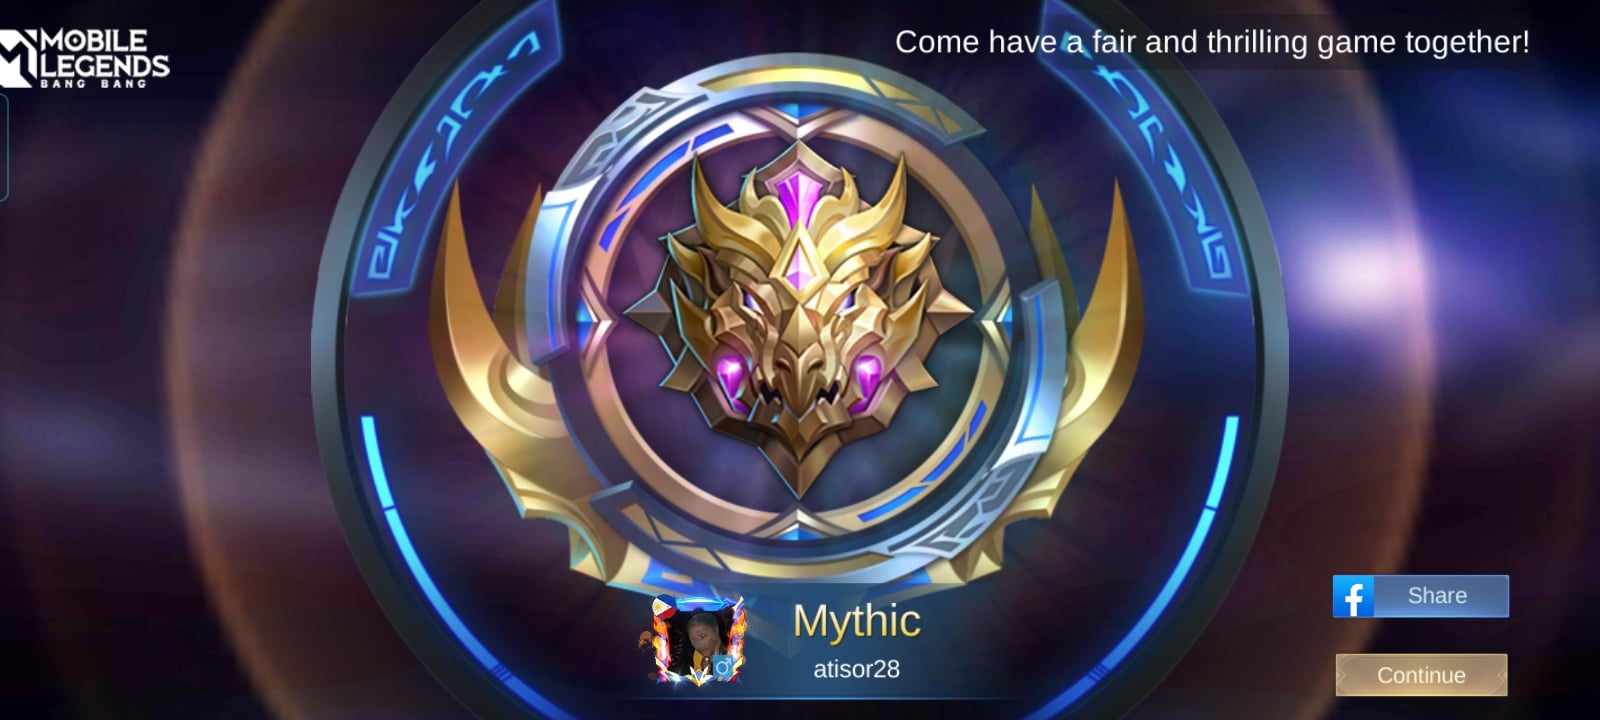 MOBILE
LEGENDS
BANG BANG
Come have a fair and thrilling game together!
Mythic
atisor28
f Share
Continue